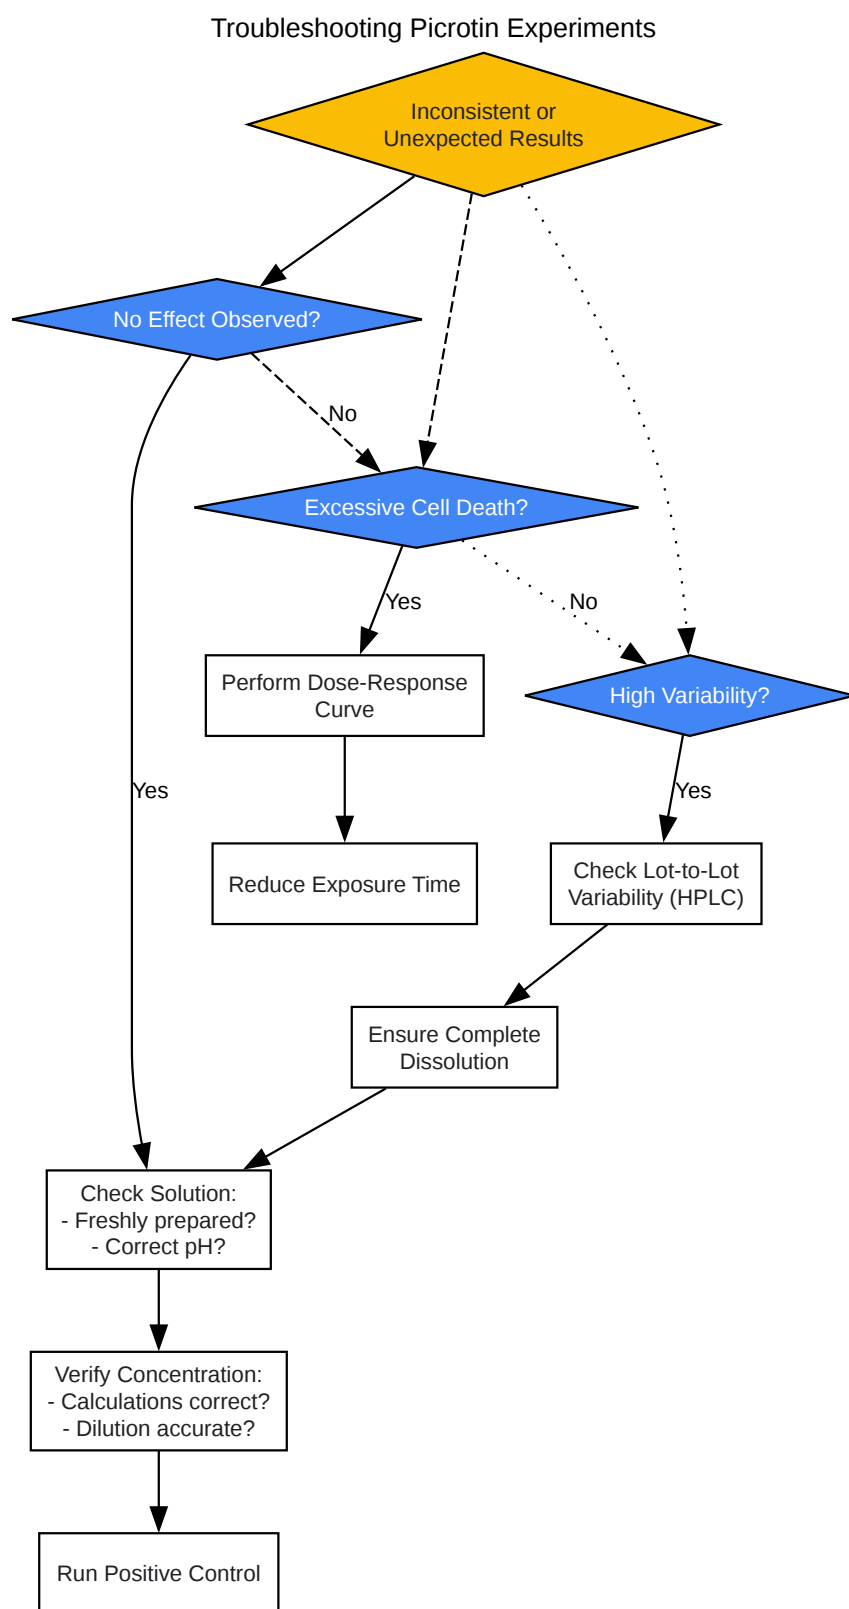 Troubleshooting Picrotin Experiments
Inconsistent or
Unexpected Results
No Effect Observed?
No
Excessive Cell Death?
Yes
No
Perform Dose-Response
Curve
High Variability?
Yes
Yes
Reduce Exposure Time
Check Lot-to-Lot
Variability (HPLC)
Ensure Complete
Dissolution
Check Solution:
- Freshly prepared?
- Correct pH?
Verify Concentration:
- Calculations correct?
- Dilution accurate?
Run Positive Control